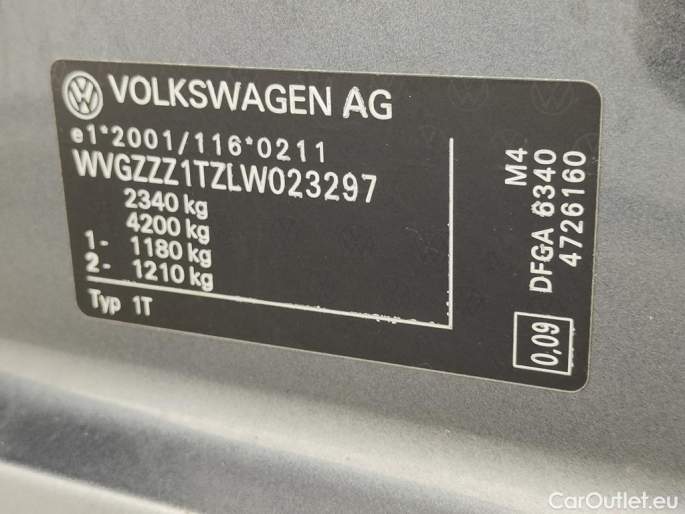 VOLKSWAGEN AG
e1*2001/116*0211
WVGZZZ1TZLW023297
2340 kg
4200 kg
1- 1180 kg
2- 1210 kg
Typ 1T
M4
DFGA 6340
4726160
0,09
CarOutlet.eu